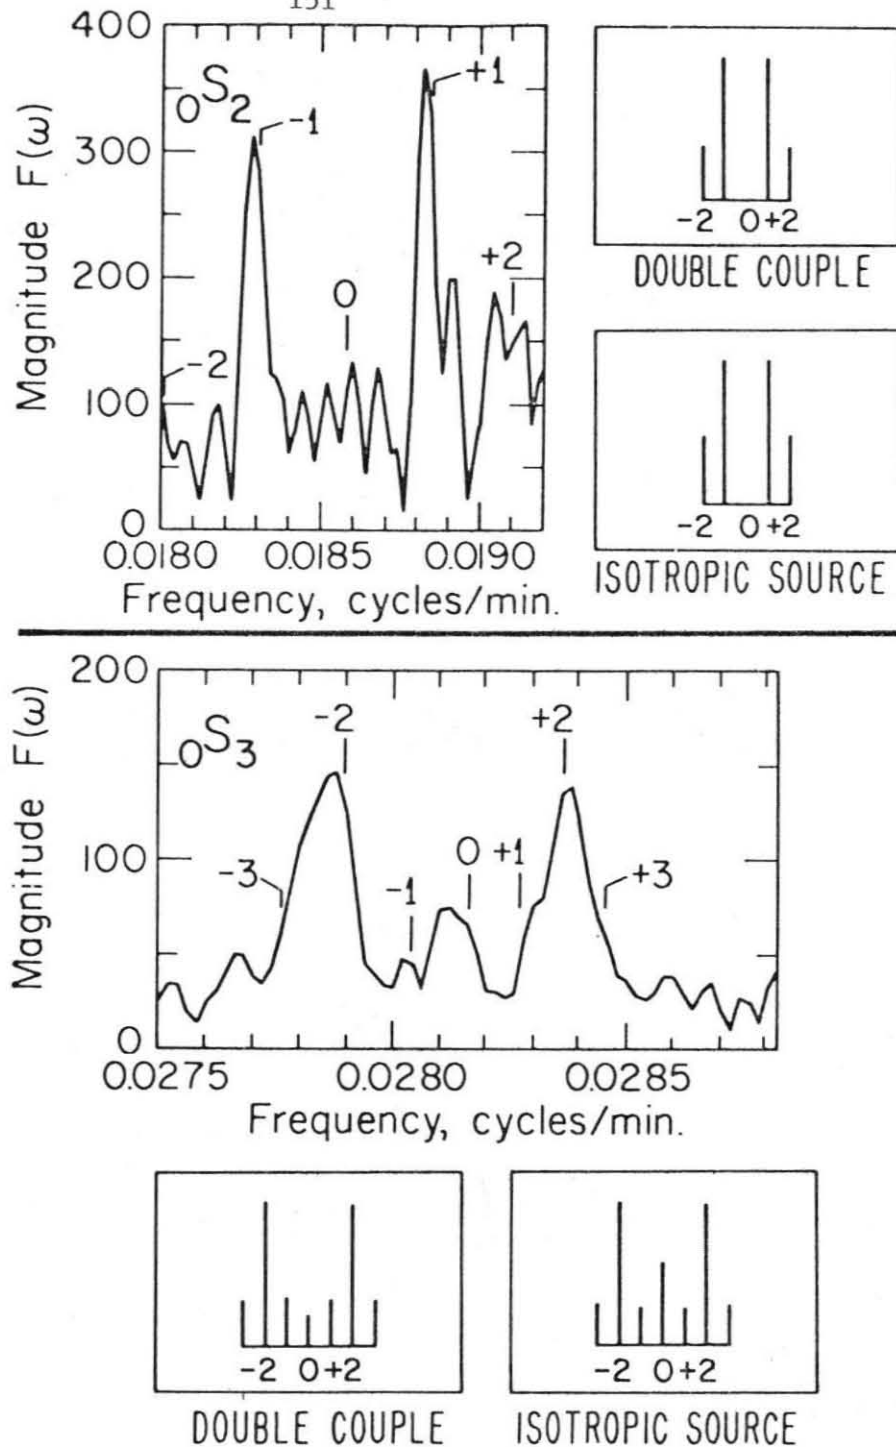 151
400
300
200
100
0
Magnitude F(ω)
0S2
-2
-1
0
+1
+2
0.0180 0.0185 0.0190
Frequency, cycles/min.
-2 0+2
DOUBLE COUPLE
-2 0+2
ISOTROPIC SOURCE
200
100
0
Magnitude F(ω)
0S3
-3
-2
-1
0
+1
+2
+3
0.0275 0.0280 0.0285
Frequency, cycles/min.
-2 0+2
DOUBLE COUPLE
-2 0+2
ISOTROPIC SOURCE